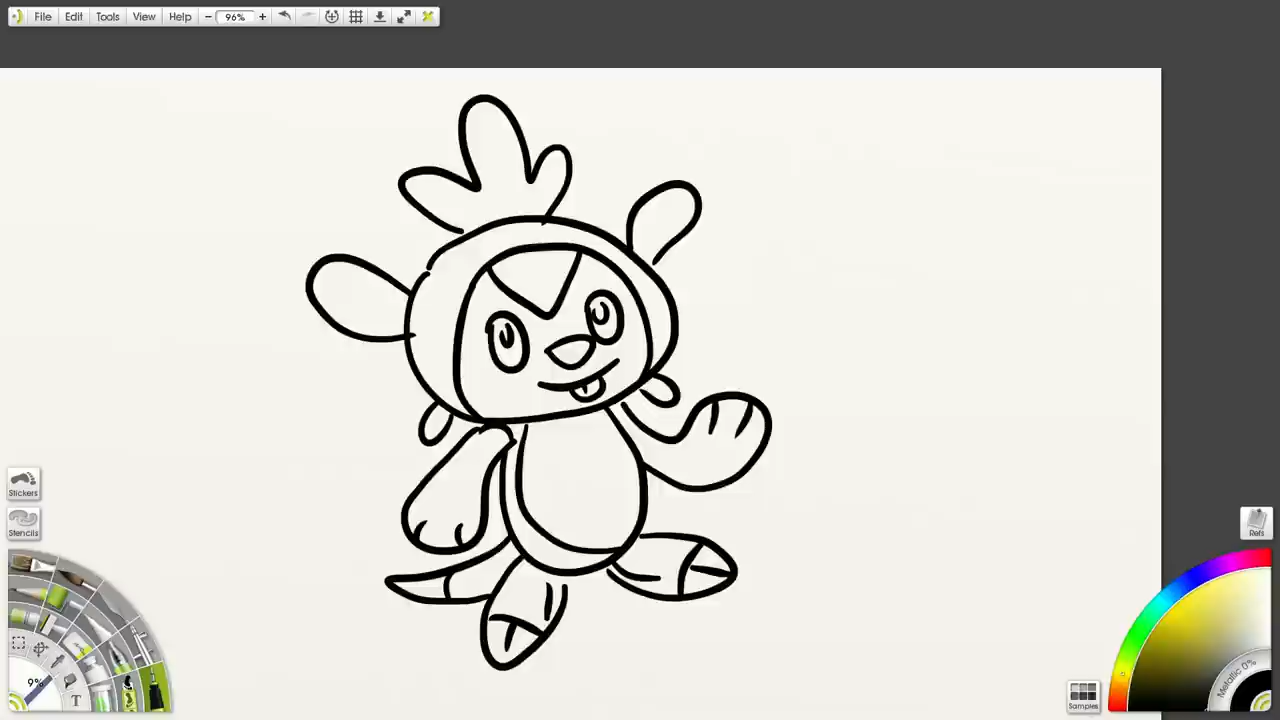 File Edit Tools View Help − 96% +
Stickers
Stencils
Refs
9%
T
Metallic 0%
Samples